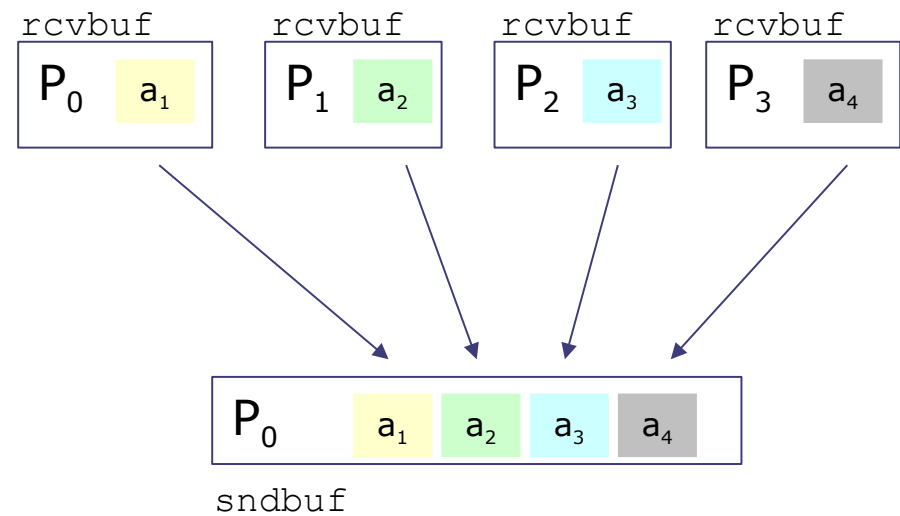 rcvbuf rcvbuf rcvbuf rcvbuf
P₀ a₁ P₁ a₂ P₂ a₃ P₃ a₄
P₀ a₁ a₂ a₃ a₄
sndbuf